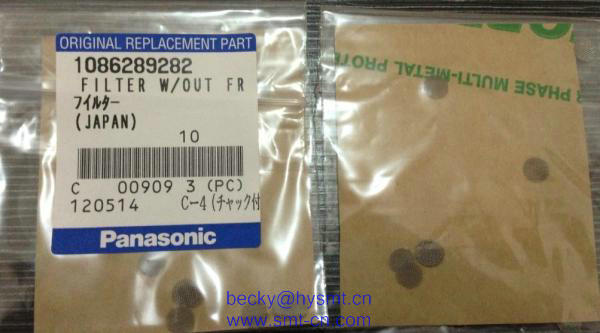 ORIGINAL REPLACEMENT PART
1086289282
FILTER W/OUT FR
フイルター
(JAPAN)
10
C 00909 3 (PC)
120514 C-4(チャック付
Panasonic
R PHASE MULTI-METAL PROTE
becky@hysmt.cn
www.smt-cn.com